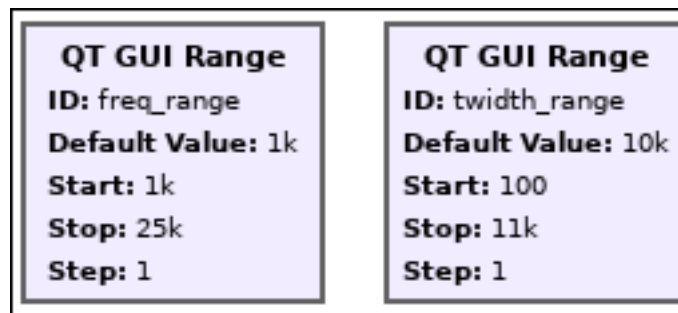 QT GUI Range
ID: freq_range
Default Value: 1k
Start: 1k
Stop: 25k
Step: 1
QT GUI Range
ID: twidth_range
Default Value: 10k
Start: 100
Stop: 11k
Step: 1